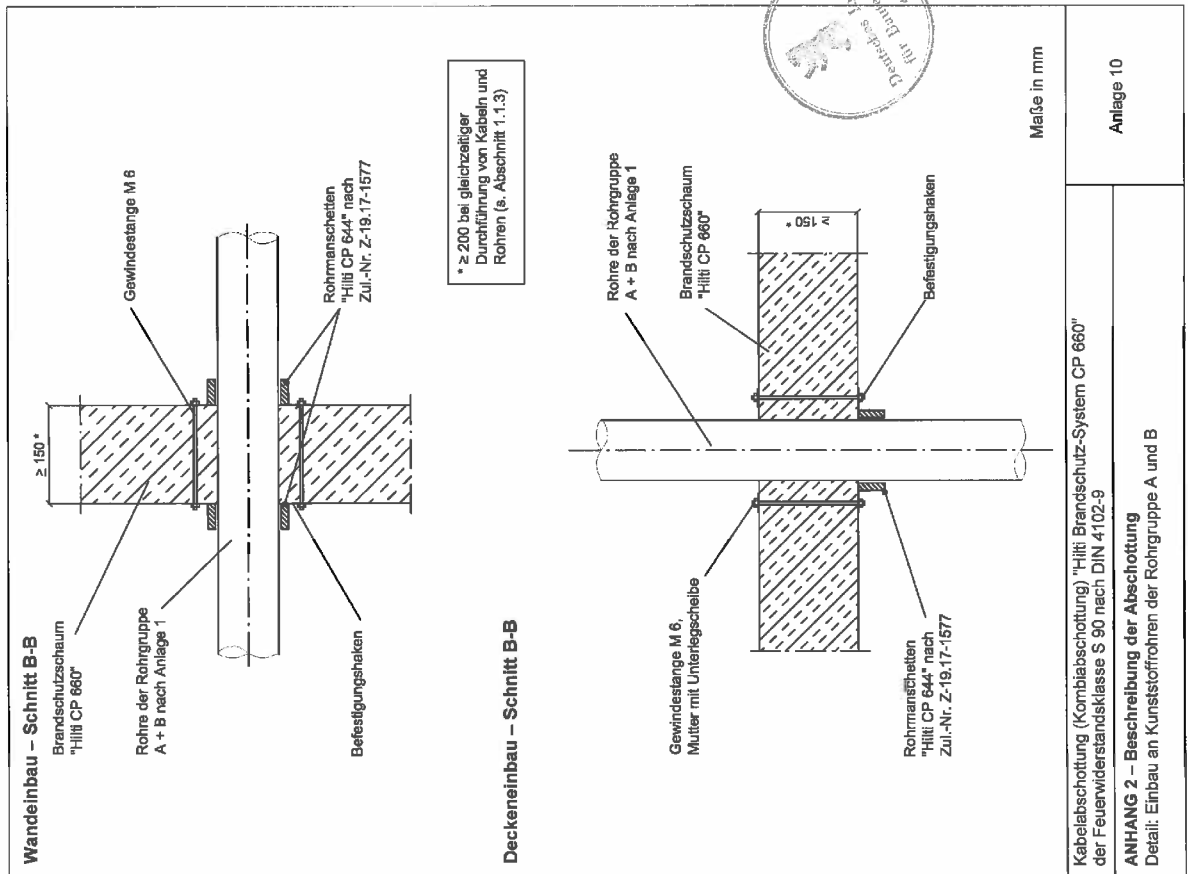 Wandeinbau – Schnitt B-B
Brandschutzschaum
"Hilti CP 660"
Rohre der Rohrgruppe
A + B nach Anlage 1
Befestigungshaken
≥ 150 *
Gewindestange M 6
Rohrmanschetten
"Hilti CP 644" nach
Zul.-Nr. Z-19.17-1577
* ≥ 200 bei gleichzeitiger
Durchführung von Kabeln und
Rohren (s. Abschnitt 1.1.3)
Deckeneinbau – Schnitt B-B
Gewindestange M 6,
Mutter mit Unterlegscheibe
Rohrmanschetten
"Hilti CP 644" nach
Zul.-Nr. Z-19.17-1577
Rohre der Rohrgruppe
A + B nach Anlage 1
Brandschutzschaum
"Hilti CP 660"
≥ 150 *
Befestigungshaken
Deutsches
für
Maße in mm
Kabelabschottung (Kombiabschottung) "Hilti Brandschutz-System CP 660"
der Feuerwiderstandsklasse S 90 nach DIN 4102-9
ANHANG 2 – Beschreibung der Abschottung
Detail: Einbau an Kunststoffrohren der Rohrgruppe A und B
Anlage 10